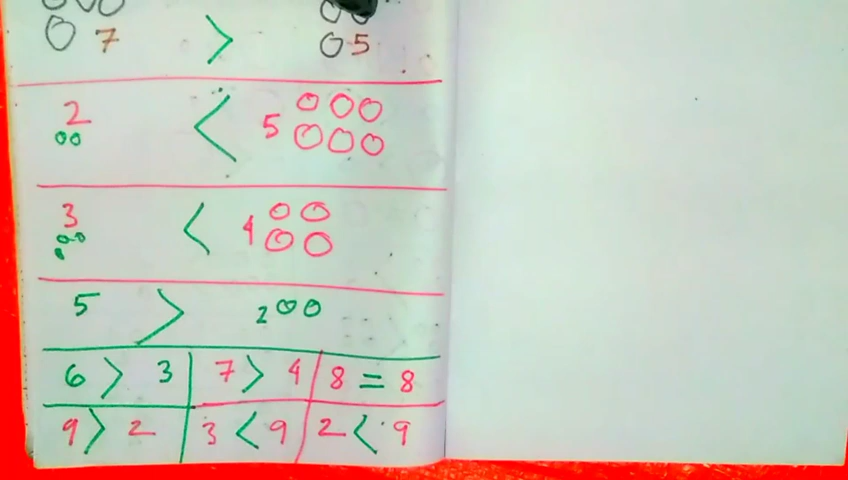 7 > 5
2 < 5
3 < 4
5 > 2
6 > 3 7 > 4 8 = 8
9 > 2 3 < 9 2 < 9